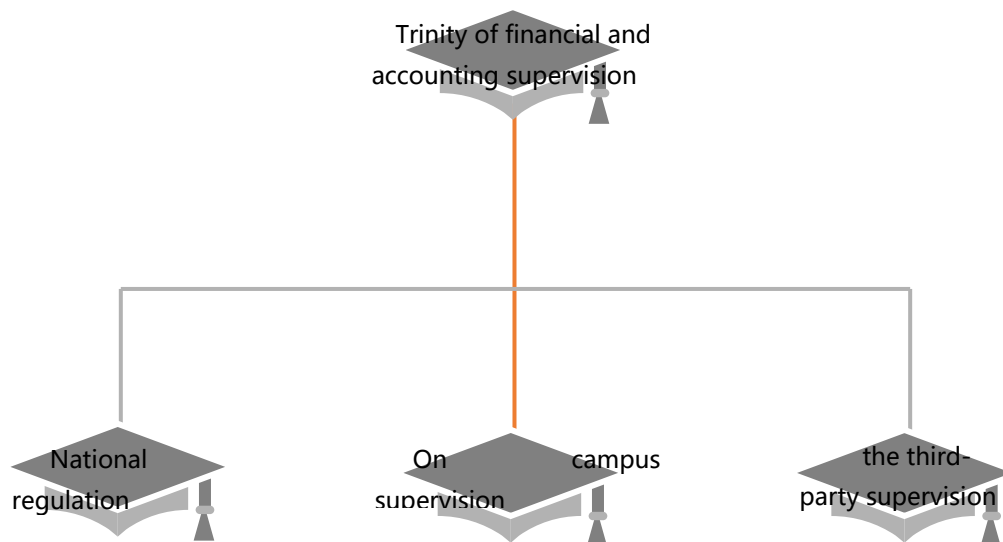 Trinity of financial and
accounting supervision
National
regulation
On campus
supervision
the third-
party supervision